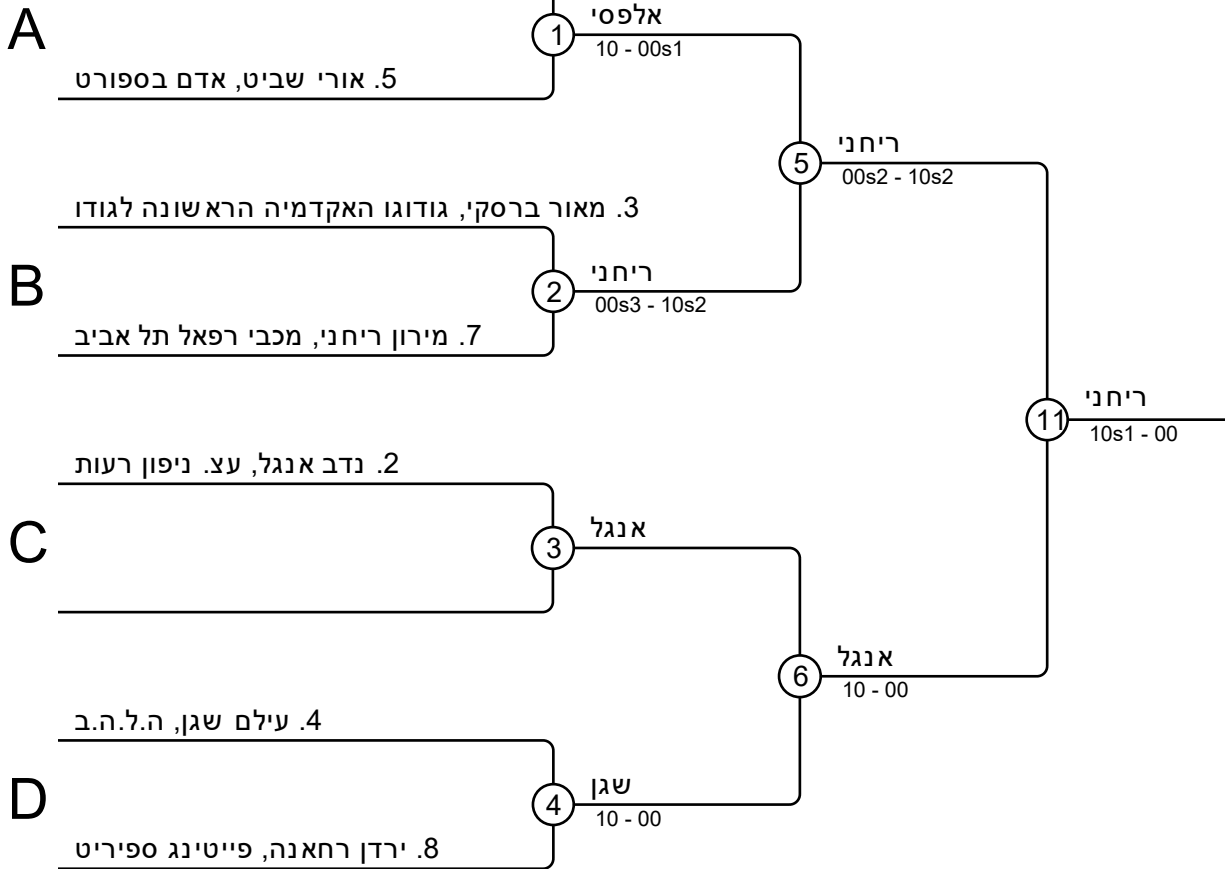 A
אלפסי
1
10 - 00s1
5. אורי שביט, אדם בספורט
ריחני
5
00s2 - 10s2
3. מאור ברסקי, גודוגו האקדמיה הראשונה לגודו
B
ריחני
2
00s3 - 10s2
7. מירון ריחני, מכבי רפאל תל אביב
ריחני
11
10s1 - 00
2. נדב אנגל, עצ. ניפון רעות
C
אנגל
3
אנגל
6
10 - 00
4. עילם שגן, ה.ל.ה.ב
D
שגן
4
10 - 00
8. ירדן רחאנה, פייטינג ספיריט